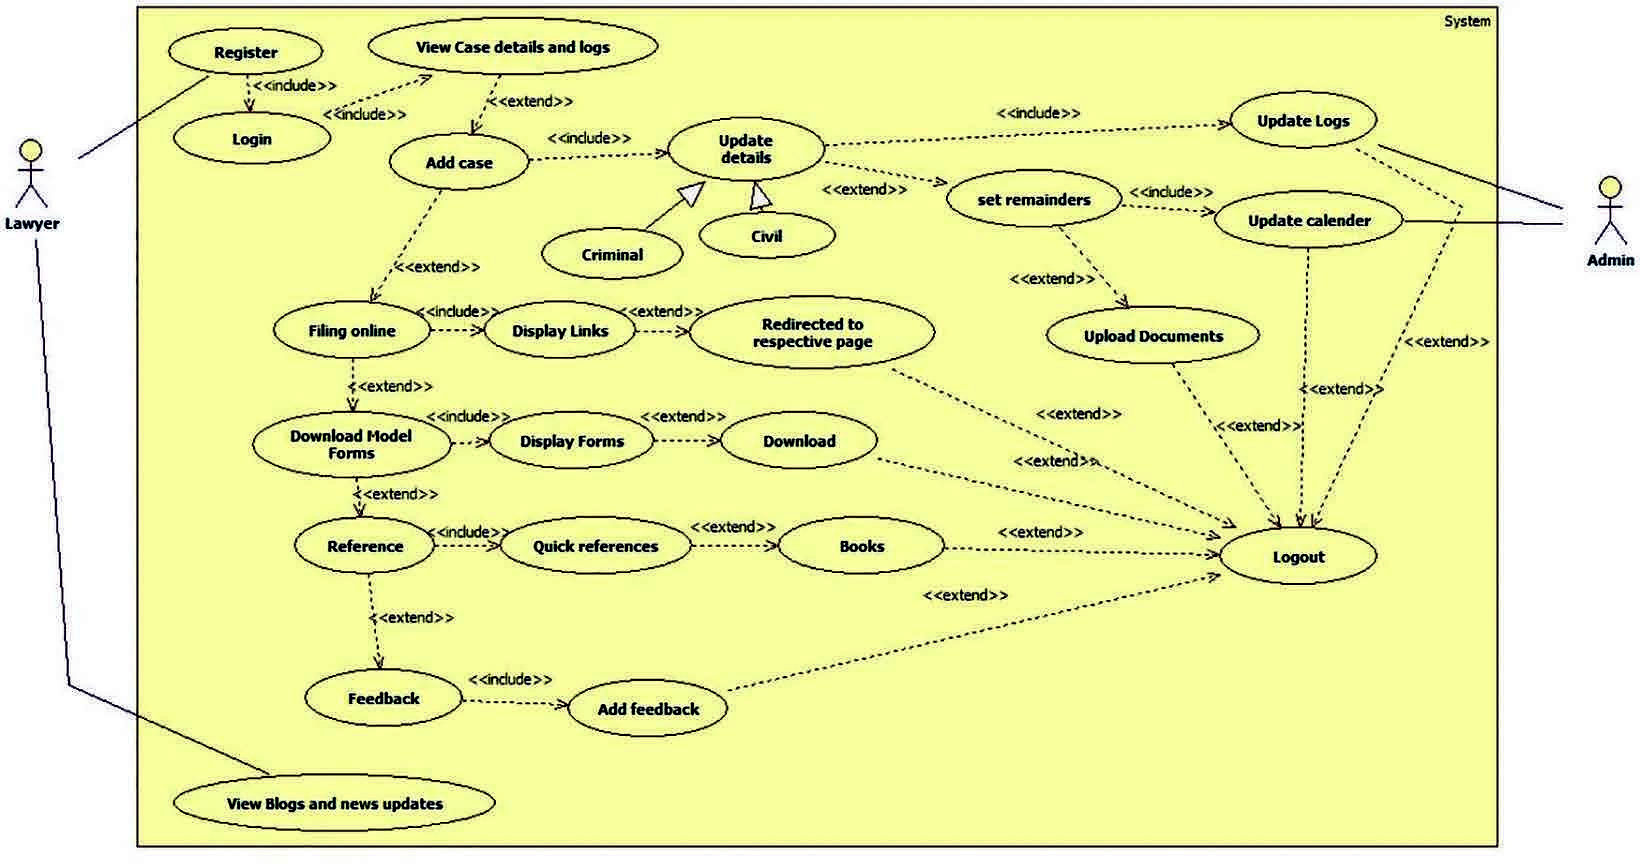 System
Register
View Case details and logs
<<include>>
<<include>>
<<extend>>
Login
Add case
<<include>>
Update
details
<<include>>
Update Logs
<<extend>>
set remainders
<<include>>
Update calender
Criminal
Civil
Lawyer
Admin
<<extend>>
<<extend>>
Filing online
<<include>>
Display Links
<<extend>>
Redirected to
respective page
Upload Documents
<<extend>>
<<extend>>
<<extend>>
Download Model
Forms
<<include>>
Display Forms
<<extend>>
Download
<<extend>>
<<extend>>
<<extend>>
<<extend>>
Reference
<<include>>
Quick references
<<extend>>
Books
<<extend>>
Logout
<<extend>>
<<extend>>
Feedback
<<include>>
Add feedback
View Blogs and news updates